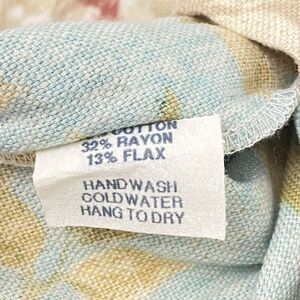 COTTON
32% RAYON
13% FLAX
HAND WASH
COLD WATER
HANG TO DRY